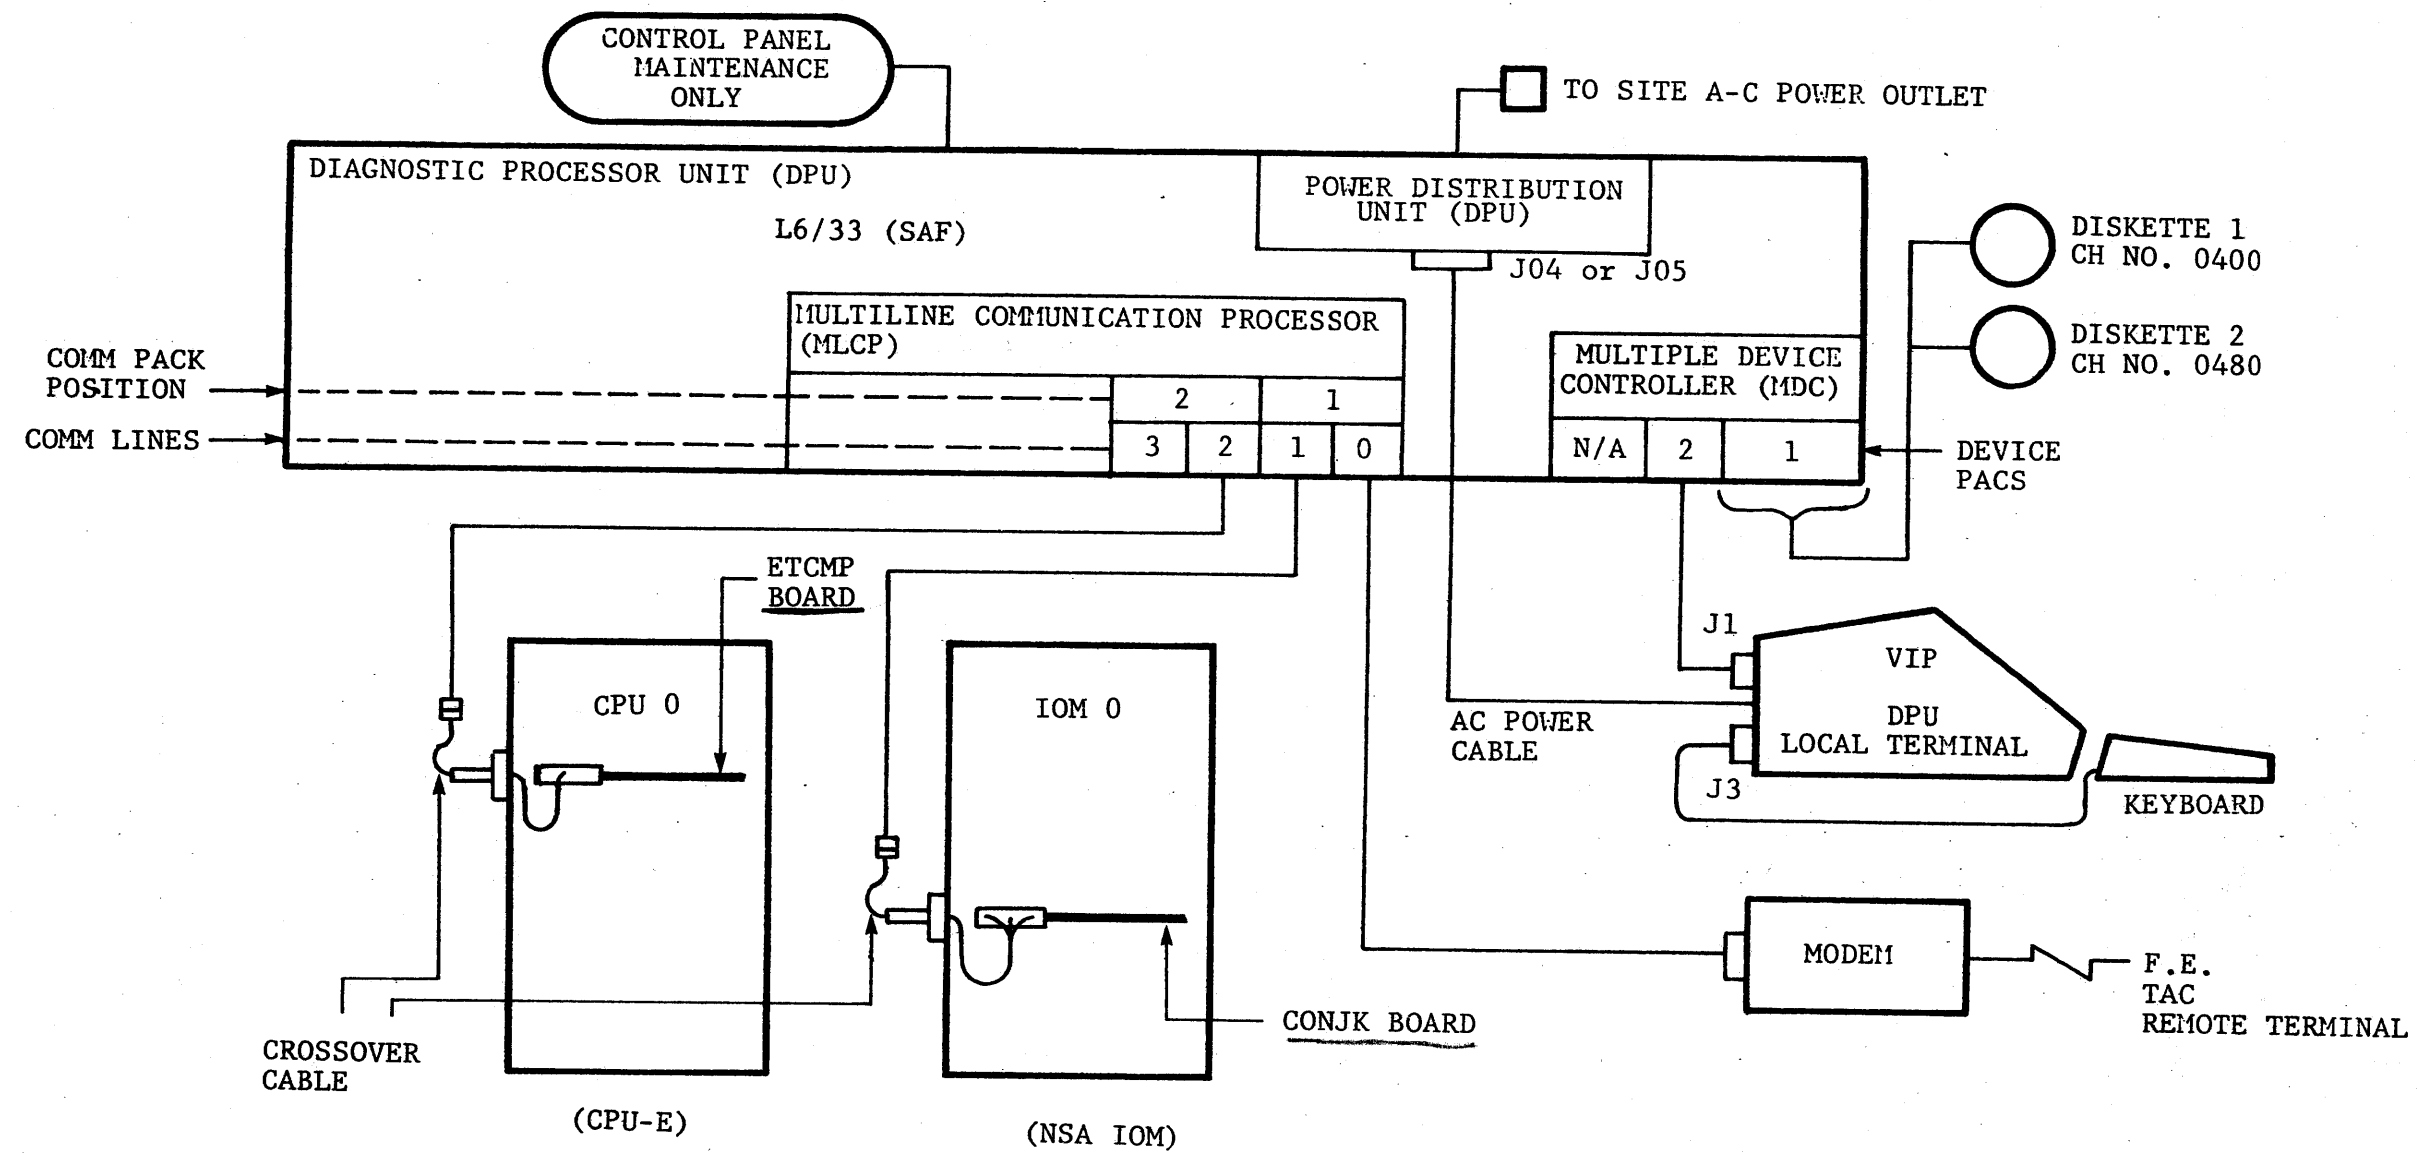 CONTROL PANEL
MAINTENANCE
ONLY
TO SITE A-C POWER OUTLET
DIAGNOSTIC PROCESSOR UNIT (DPU)
L6/33 (SAF)
POWER DISTRIBUTION
UNIT (DPU)
J04 or J05
DISKETTE 1
CH NO. 0400
DISKETTE 2
CH NO. 0480
MULTILINE COMMUNICATION PROCESSOR
(MLCP)
MULTIPLE DEVICE
CONTROLLER (MDC)
COMM PACK
POSITION
2 1
COMM LINES
3 2 1 0
N/A 2 1
DEVICE
PACS
ETCMP
BOARD
J1
VIP
DPU
LOCAL TERMINAL
J3
KEYBOARD
AC POWER
CABLE
CPU 0
IOM 0
MODEM
F.E.
TAC
REMOTE TERMINAL
CONJK BOARD
CROSSOVER
CABLE
(CPU-E)
(NSA IOM)